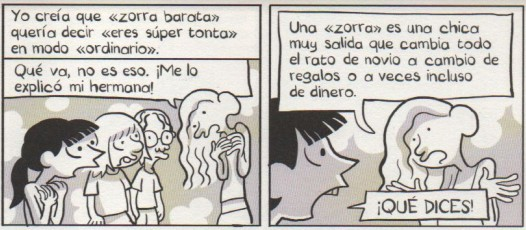 Yo creía que «zorra barata»
quería decir «eres súper tonta»
en modo «ordinario».
Qué va, no es eso. ¡Me lo
explicó mi hermana!
Una «zorra» es una chica
muy salida que cambia todo
el rato de novio a cambio de
regalos o a veces incluso
de dinero.
¡QUÉ DICES!